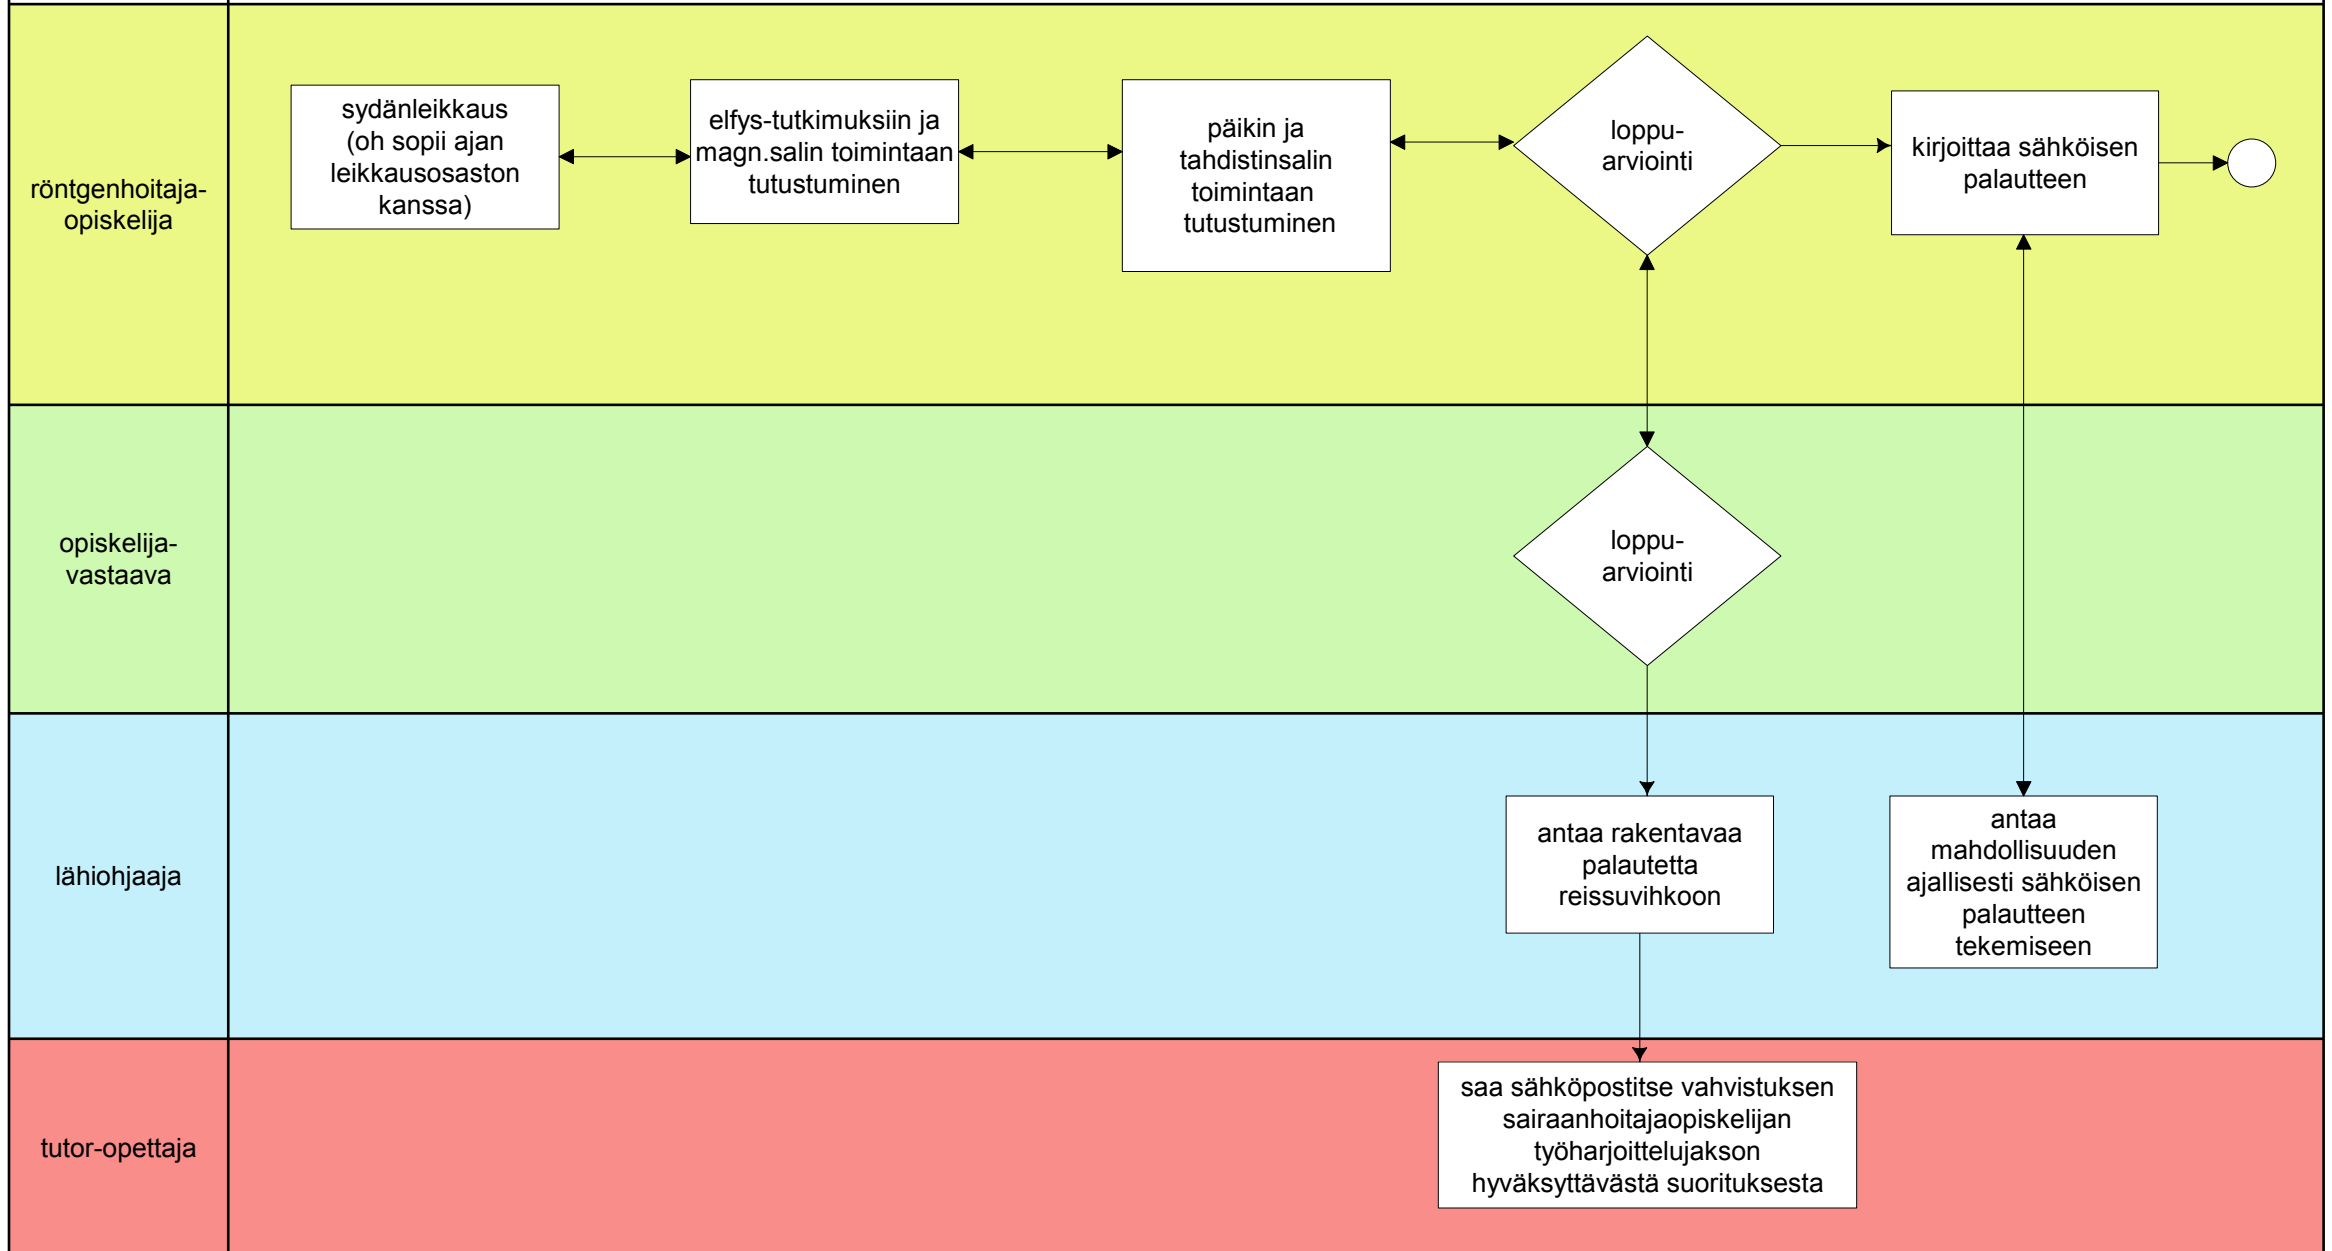 röntgenhoitaja-
opiskelija
sydänleikkaus
(oh sopii ajan
leikkausosaston
kanssa)
elfys-tutkimuksiin ja
magn.salin toimintaan
tutustuminen
päikin ja
tahdistinsalin
toimintaan
tutustuminen
loppu-
arviointi
kirjoittaa sähköisen
palautteen
opiskelija-
vastaava
loppu-
arviointi
lähiohjaaja
antaa rakentavaa
palautetta
reissuvihkoon
antaa
mahdollisuuden
ajallisesti sähköisen
palautteen
tekemiseen
tutor-opettaja
saa sähköpostitse vahvistuksen
sairaanhoitajaopiskelijan
työharjoittelujakson
hyväksyttävästä suorituksesta